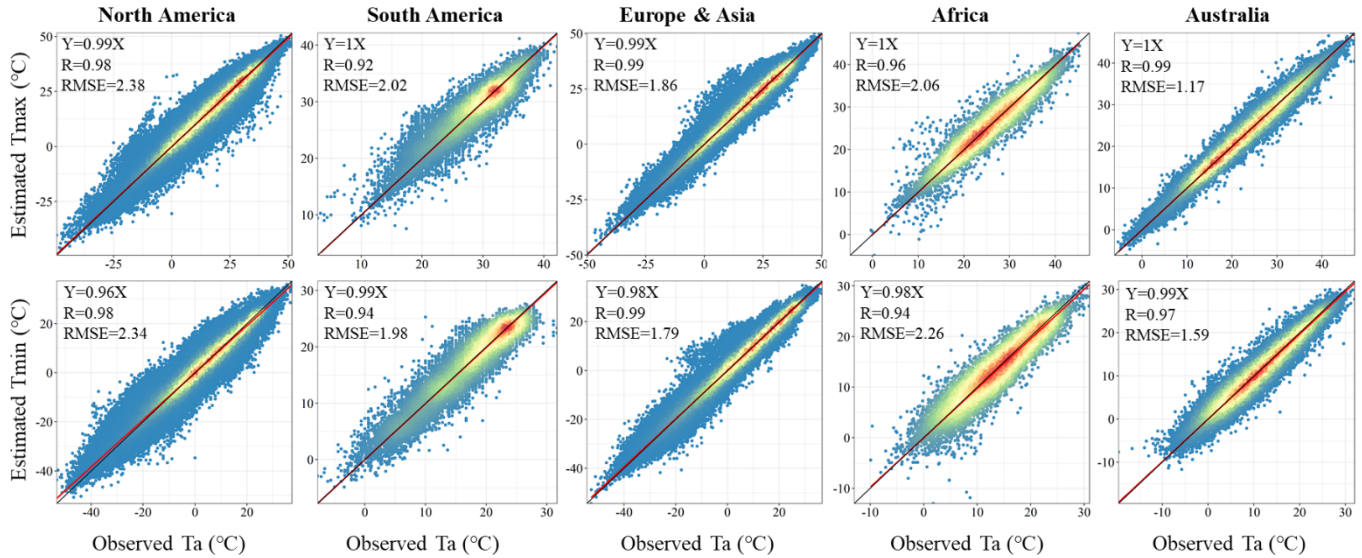 North America South America Europe & Asia Africa Australia
Estimated Tmax (°C)
Y=0.99X
R=0.98
RMSE=2.38
50
25
0
-25
-25 0 25 50
Y=1X
R=0.92
RMSE=2.02
40
30
20
10
10 20 30 40
Y=0.99X
R=0.99
RMSE=1.86
50
25
0
-25
-50
-50 -25 0 25 50
Y=1X
R=0.96
RMSE=2.06
40
30
20
10
0
0 10 20 30 40
Y=1X
R=0.99
RMSE=1.17
40
30
20
10
0
0 10 20 30 40
Estimated Tmin (°C)
Y=0.96X
R=0.98
RMSE=2.34
20
0
-20
-40
-40 -20 0 20
Y=0.99X
R=0.94
RMSE=1.98
30
20
10
0
0 10 20 30
Y=0.98X
R=0.99
RMSE=1.79
20
0
-20
-40
-40 -20 0 20
Y=0.98X
R=0.94
RMSE=2.26
30
20
10
0
-10
-10 0 10 20 30
Y=0.99X
R=0.97
RMSE=1.59
30
20
10
0
-10
-10 0 10 20 30
Observed Ta (°C) Observed Ta (°C) Observed Ta (°C) Observed Ta (°C) Observed Ta (°C)